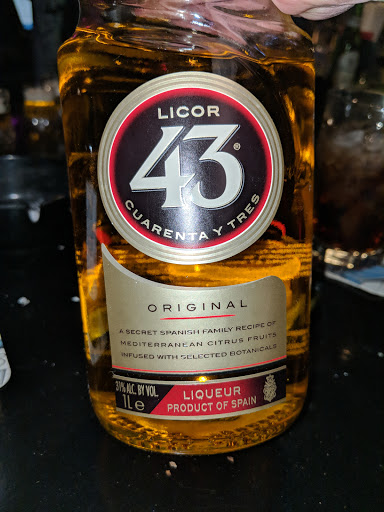 LICOR
43®
CUARENTA Y TRES
ORIGINAL
A SECRET SPANISH FAMILY RECIPE OF
MEDITERRANEAN CITRUS FRUITS
INFUSED WITH SELECTED BOTANICALS
31% ALC. BY VOL.
1L e
LIQUEUR
PRODUCT OF SPAIN